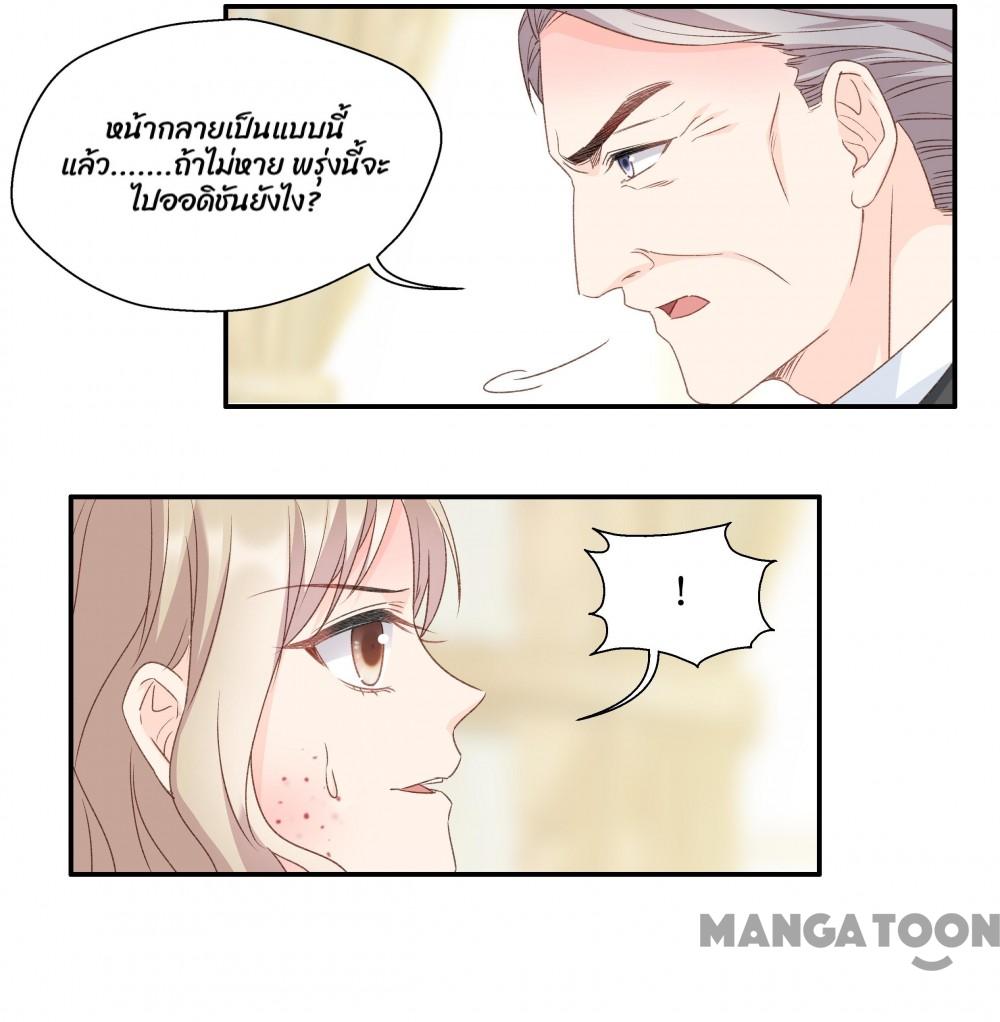 หน้ากลายเป็นแบบนี้
แล้ว.......ถ้าไม่หาย พรุ่งนี้จะ
ไปออดิชันยังไง?
!
MANGATOON